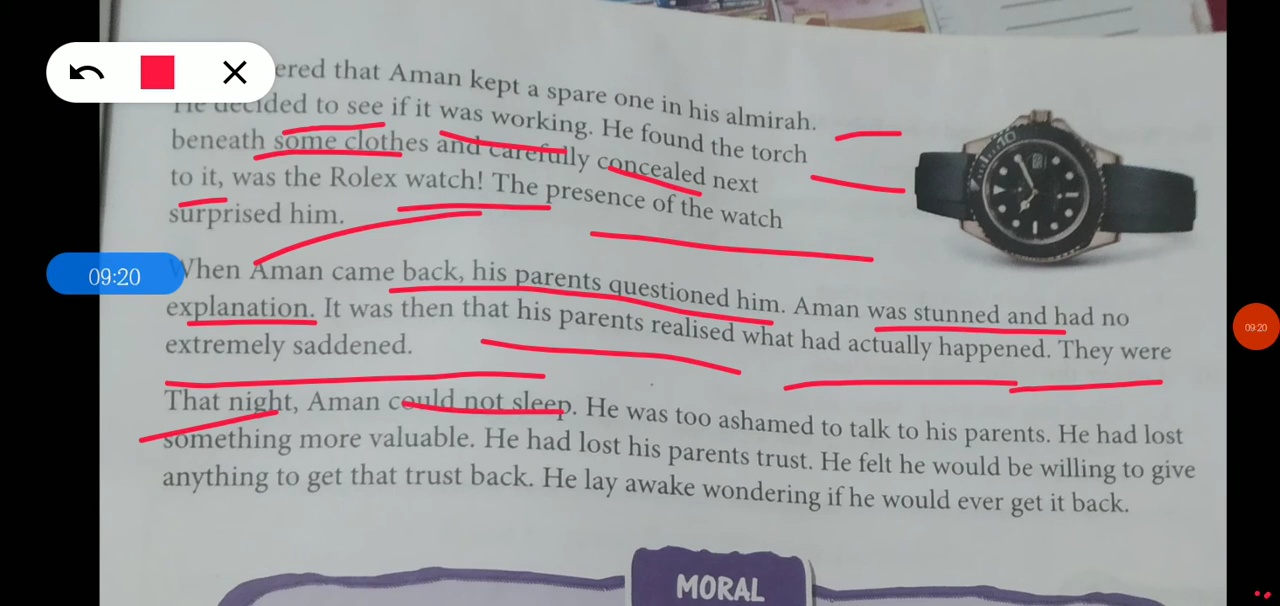 ered that Aman kept a spare one in his almirah.
He decided to see if it was working. He found the torch
beneath some clothes and carefully concealed next
to it, was the Rolex watch! The presence of the watch
surprised him.
When Aman came back, his parents questioned him. Aman was stunned and had no
explanation. It was then that his parents realised what had actually happened. They were
extremely saddened.
That night, Aman could not sleep. He was too ashamed to talk to his parents. He had lost
something more valuable. He had lost his parents trust. He felt he would be willing to give
anything to get that trust back. He lay awake wondering if he would ever get it back.
MORAL
09:20
09:20